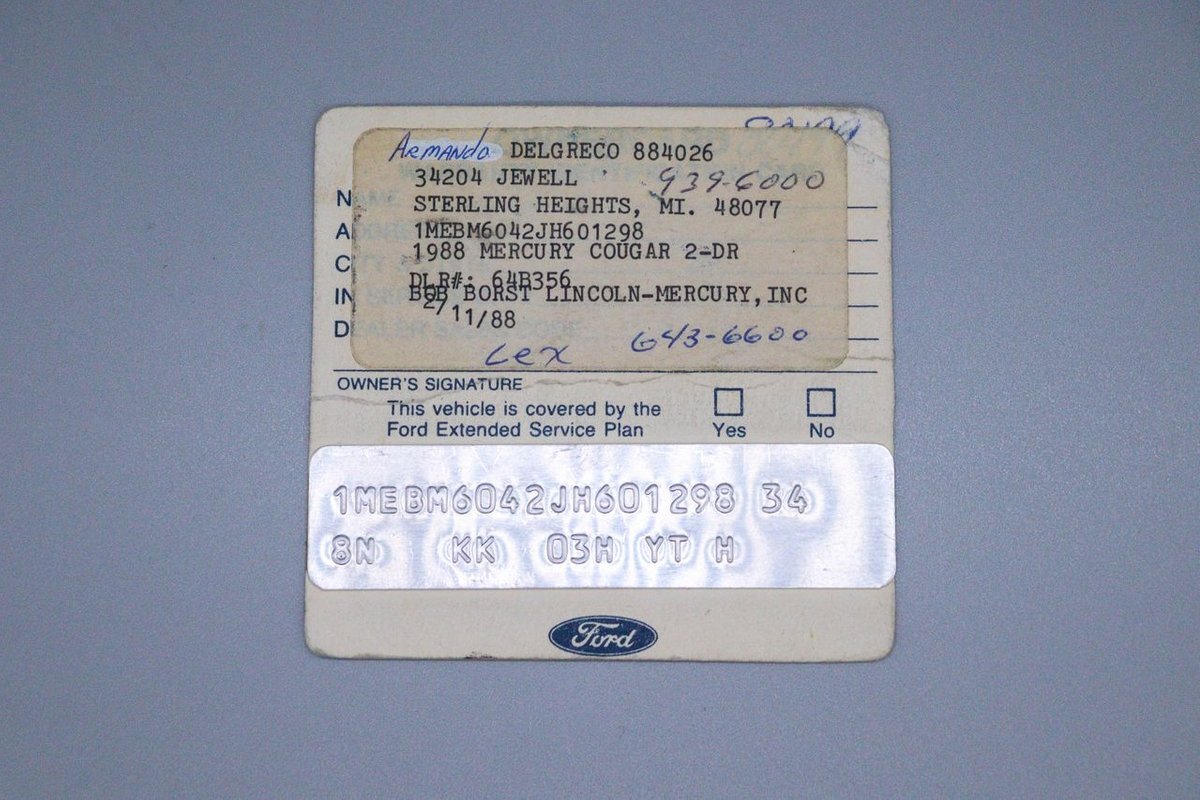 Armando DELGRECO 884026
34204 JEWELL 939-6000
STERLING HEIGHTS, MI. 48077
1MEBM6042JH601298
1988 MERCURY COUGAR 2-DR
DLR#: 64B356
BOB BORST LINCOLN-MERCURY,INC
2/11/88
Lex 643-6600
OWNER'S SIGNATURE
This vehicle is covered by the
Ford Extended Service Plan
Yes No
1MEBM6042JH601298 34
8N KK 03H YT H
Ford